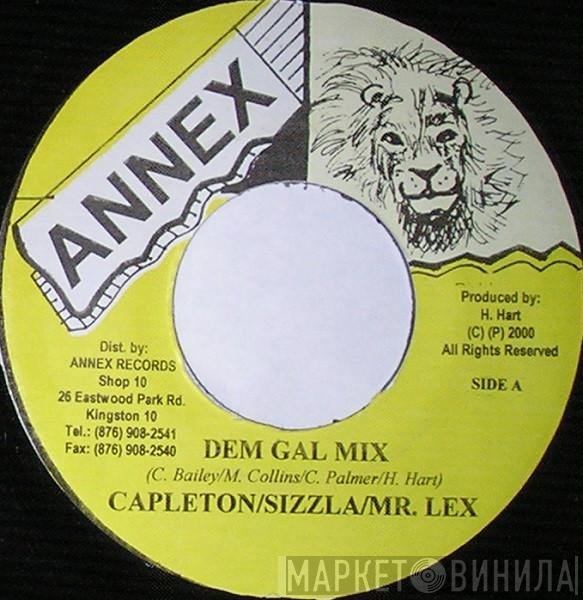 ANNEX
Produced by:
H. Hart
(C) (P) 2000
All Rights Reserved
SIDE A
Dist. by:
ANNEX RECORDS
Shop 10
26 Eastwood Park Rd.
Kingston 10
Tel.: (876) 908-2541
Fax: (876) 908-2540
DEM GAL MIX
(C. Bailey/M. Collins/C. Palmer/H. Hart)
CAPLETON/SIZZLA/MR. LEX
МАРКЕТ ВИНИЛА